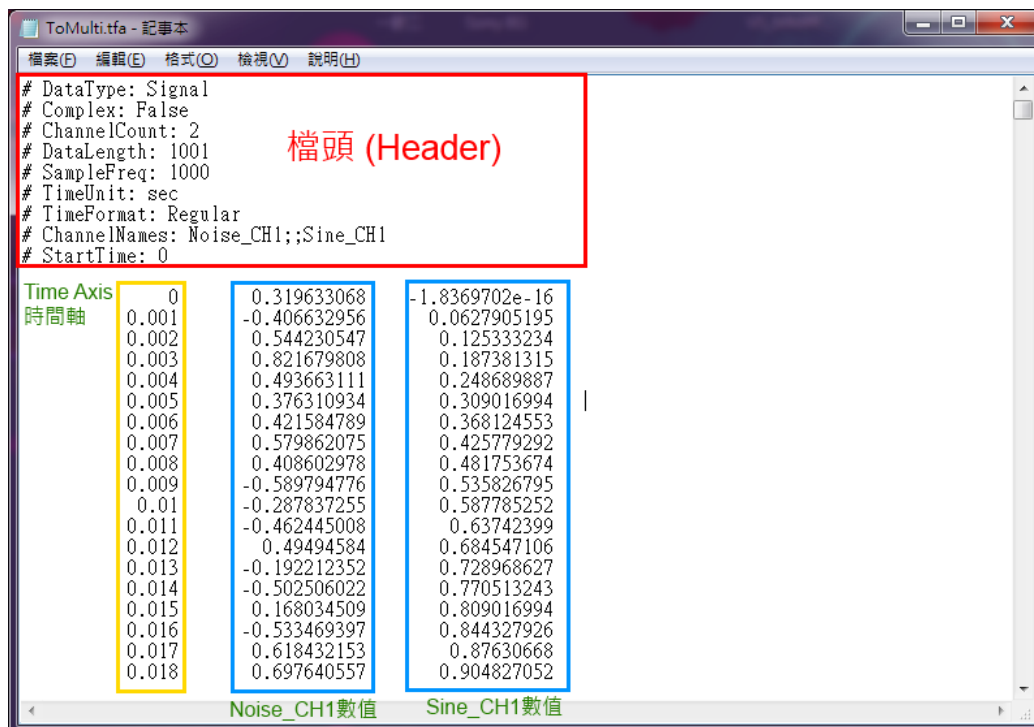 ToMulti.tfa - 記事本
檔案(F) 編輯(E) 格式(O) 檢視(V) 說明(H)
# DataType: Signal
# Complex: False
# ChannelCount: 2
# DataLength: 1001
# SampleFreq: 1000
# TimeUnit: sec
# TimeFormat: Regular
# ChannelNames: Noise_CH1;;Sine_CH1
# StartTime: 0
檔頭 (Header)
Time Axis
時間軸
0 0.319633068 -1.8369702e-16
0.001 -0.406632956 0.0627905195
0.002 0.544230547 0.125333234
0.003 0.821679808 0.187381315
0.004 0.493663111 0.248689887
0.005 0.376310934 0.309016994
0.006 0.421584789 0.368124553
0.007 0.579862075 0.425779292
0.008 0.408602978 0.481753674
0.009 -0.589794776 0.535826795
0.01 -0.287837255 0.587785252
0.011 -0.462445008 0.63742399
0.012 0.49494584 0.684547106
0.013 -0.192212352 0.728968627
0.014 -0.502506022 0.770513243
0.015 0.168034509 0.809016994
0.016 -0.533469397 0.844327926
0.017 0.618432153 0.87630668
0.018 0.697640557 0.904827052
Noise_CH1數值 Sine_CH1數值